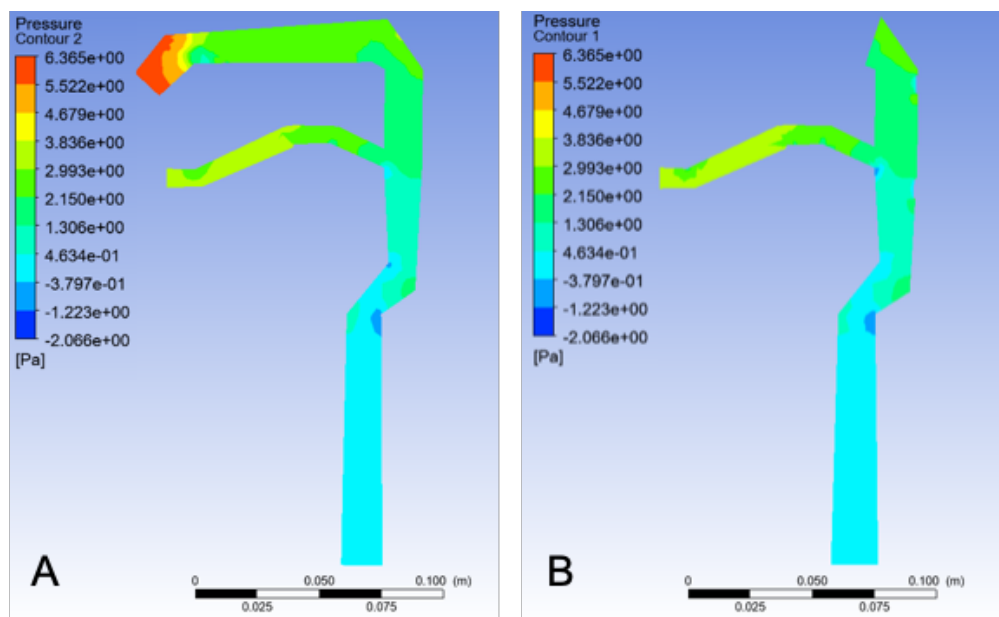 Pressure
Contour 2
6.365e+00
5.522e+00
4.679e+00
3.836e+00
2.993e+00
2.150e+00
1.306e+00
4.634e-01
-3.797e-01
-1.223e+00
-2.066e+00
[Pa]
A
0 0.050 0.100 (m)
0.025 0.075
Pressure
Contour 1
6.365e+00
5.522e+00
4.679e+00
3.836e+00
2.993e+00
2.150e+00
1.306e+00
4.634e-01
-3.797e-01
-1.223e+00
-2.066e+00
[Pa]
B
0 0.050 0.100 (m)
0.025 0.075